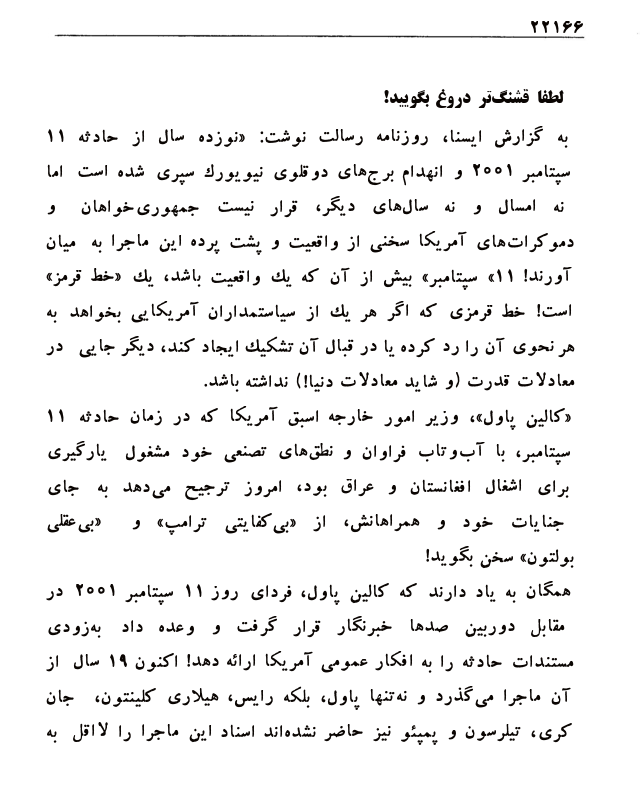 ۲۲۱۶۶
لطفا قشنگ‌تر دروغ بگویید!
به گزارش ایسنا، روزنامه رسالت نوشت: «نوزده سال از حادثه ۱۱
سپتامبر ۲۰۰۱ و انهدام برج‌های دوقلوی نیویورك سپری شده است اما
نه امسال و نه سال‌های دیگر، قرار نیست جمهوری‌خواهان و
دموکرات‌های آمریکا سخنی از واقعیت و پشت پرده این ماجرا به میان
آورند! ۱۱» سپتامبر» بیش از آن که یك واقعیت باشد، یك «خط قرمز»
است! خط قرمزی که اگر هر یك از سیاستمداران آمریکایی بخواهد به
هر نحوی آن را رد کرده یا در قبال آن تشکیك ایجاد کند، دیگر جایی در
معادلات قدرت (و شاید معادلات دنیا!) نداشته باشد.
«کالین پاول»، وزیر امور خارجه اسبق آمریکا که در زمان حادثه ۱۱
سپتامبر، با آب‌وتاب فراوان و نطق‌های تصنعی خود مشغول یارگیری
برای اشغال افغانستان و عراق بود، امروز ترجیح می‌دهد به جای
جنایات خود و همراهانش، از «بی‌کفایتی ترامپ» و «بی‌عقلی
بولتون» سخن بگوید!
همگان به یاد دارند که کالین پاول، فردای روز ۱۱ سپتامبر ۲۰۰۱ در
مقابل دوربین صدها خبرنگار قرار گرفت و وعده داد به‌زودی
مستندات حادثه را به افکار عمومی آمریکا ارائه دهد! اکنون ۱۹ سال از
آن ماجرا می‌گذرد و نه‌تنها پاول، بلکه رایس، هیلاری کلینتون، جان
کری، تیلرسون و پمپئو نیز حاضر نشده‌اند اسناد این ماجرا را لااقل به